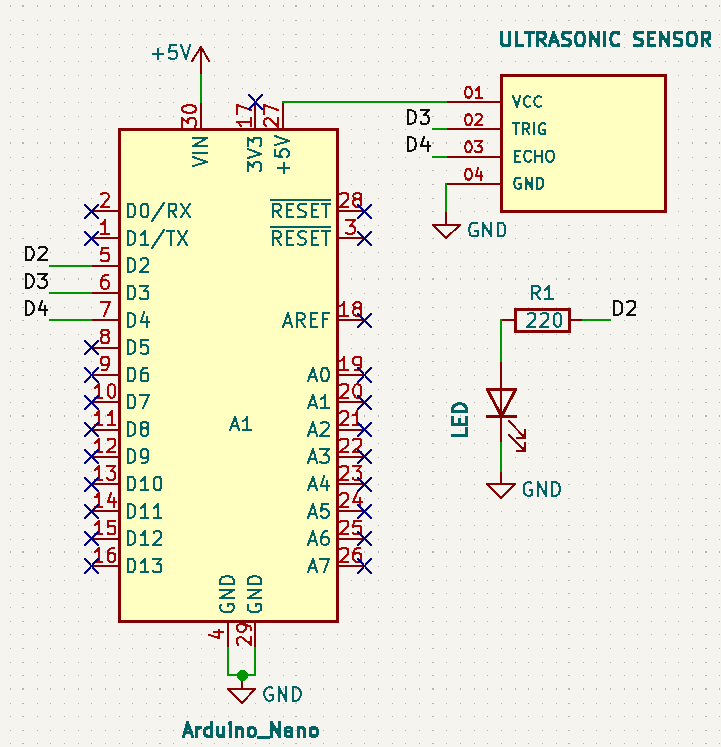 ULTRASONIC SENSOR
+5V
30
17
27
VIN
3V3
+5V
01 VCC
D3 02 TRIG
D4 03 ECHO
04 GND
GND
2 D0/RX
RESET 28
1 D1/TX
RESET 3
D2 5 D2
D3 6 D3
D4 7 D4
AREF 18
8 D5
9 D6
A0 19
10 D7
A1 20
11 D8
A2 21
12 D9
A3 22
13 D10
A4 23
14 D11
A5 24
15 D12
A6 25
16 D13
A7 26
A1
GND
GND
4
29
GND
Arduino_Nano
R1
220
D2
LED
GND